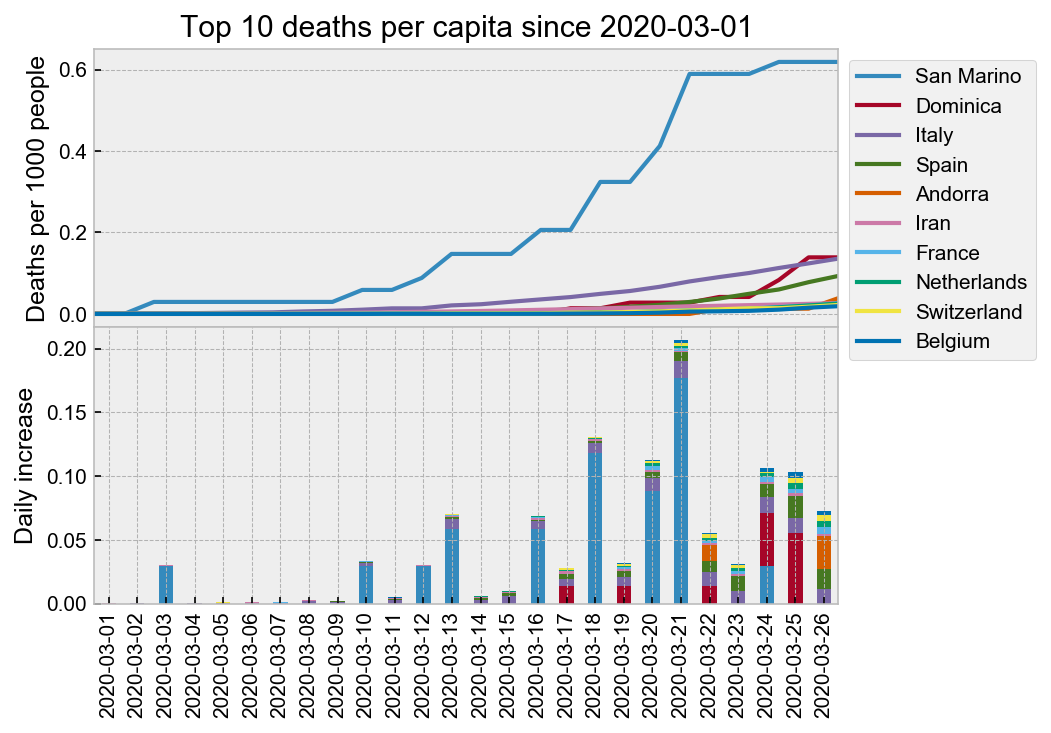 Top 10 deaths per capita since 2020-03-01
Deaths per 1000 people
0.6
0.4
0.2
0.0
San Marino
Dominica
Italy
Spain
Andorra
Iran
France
Netherlands
Switzerland
Belgium
Daily increase
0.20
0.15
0.10
0.05
0.00
2020-03-01
2020-03-02
2020-03-03
2020-03-04
2020-03-05
2020-03-06
2020-03-07
2020-03-08
2020-03-09
2020-03-10
2020-03-11
2020-03-12
2020-03-13
2020-03-14
2020-03-15
2020-03-16
2020-03-17
2020-03-18
2020-03-19
2020-03-20
2020-03-21
2020-03-22
2020-03-23
2020-03-24
2020-03-25
2020-03-26